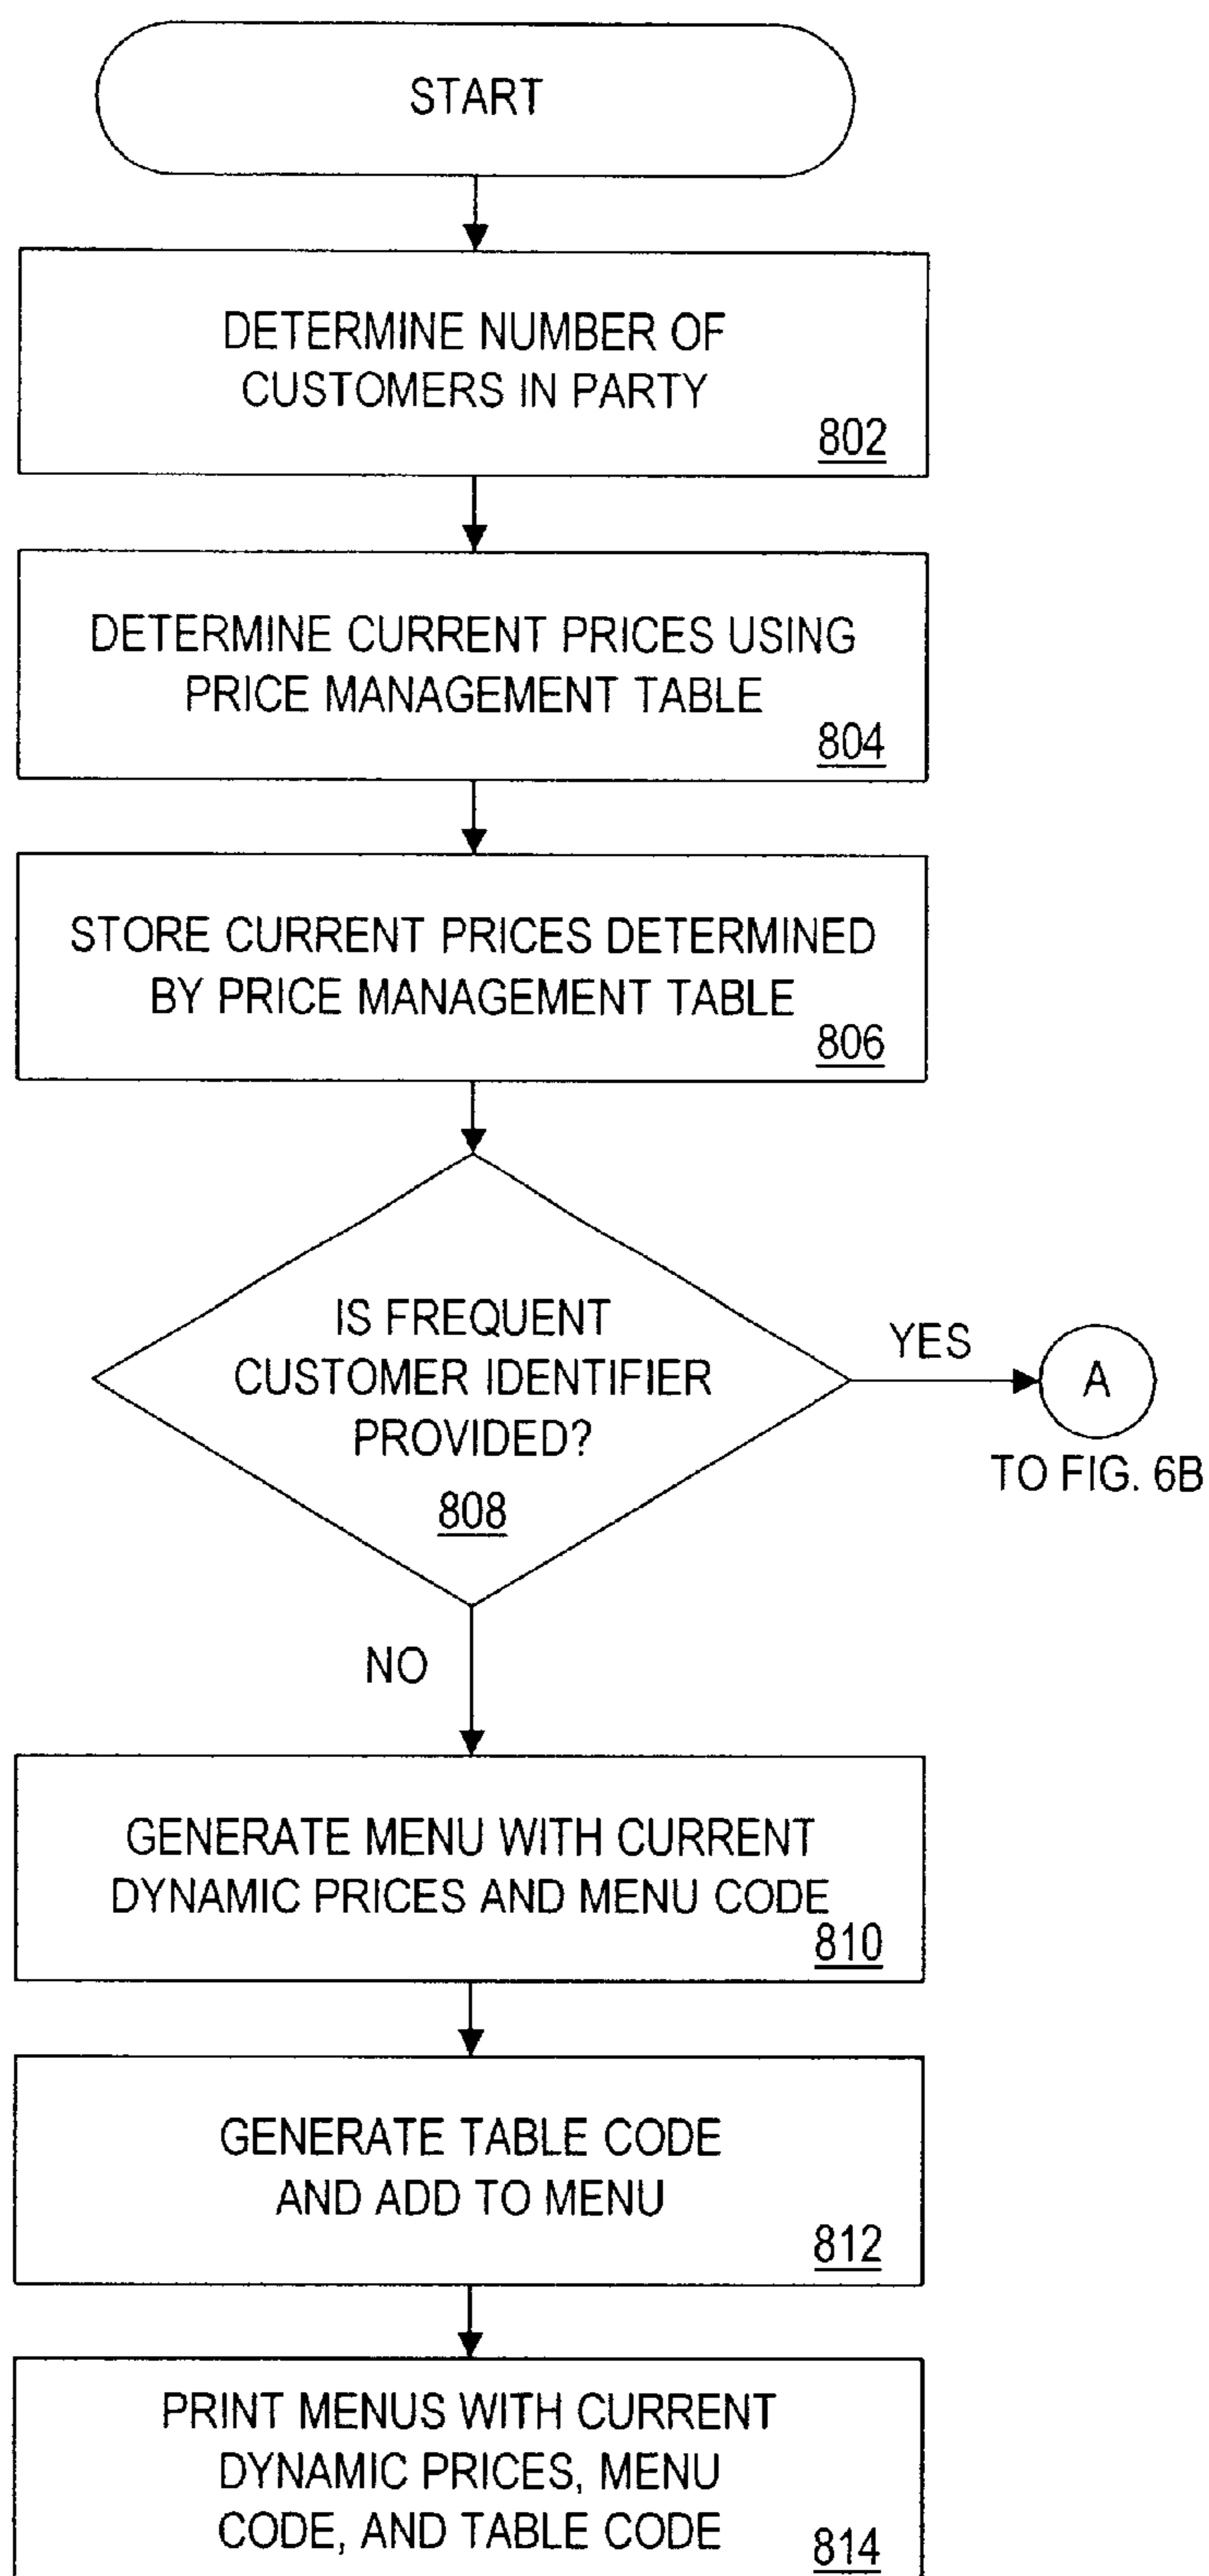 START
DETERMINE NUMBER OF
CUSTOMERS IN PARTY
802
DETERMINE CURRENT PRICES USING
PRICE MANAGEMENT TABLE
804
STORE CURRENT PRICES DETERMINED
BY PRICE MANAGEMENT TABLE
806
IS FREQUENT
CUSTOMER IDENTIFIER
PROVIDED?
808
YES
A
TO FIG. 6B
NO
GENERATE MENU WITH CURRENT
DYNAMIC PRICES AND MENU CODE
810
GENERATE TABLE CODE
AND ADD TO MENU
812
PRINT MENUS WITH CURRENT
DYNAMIC PRICES, MENU
CODE, AND TABLE CODE
814